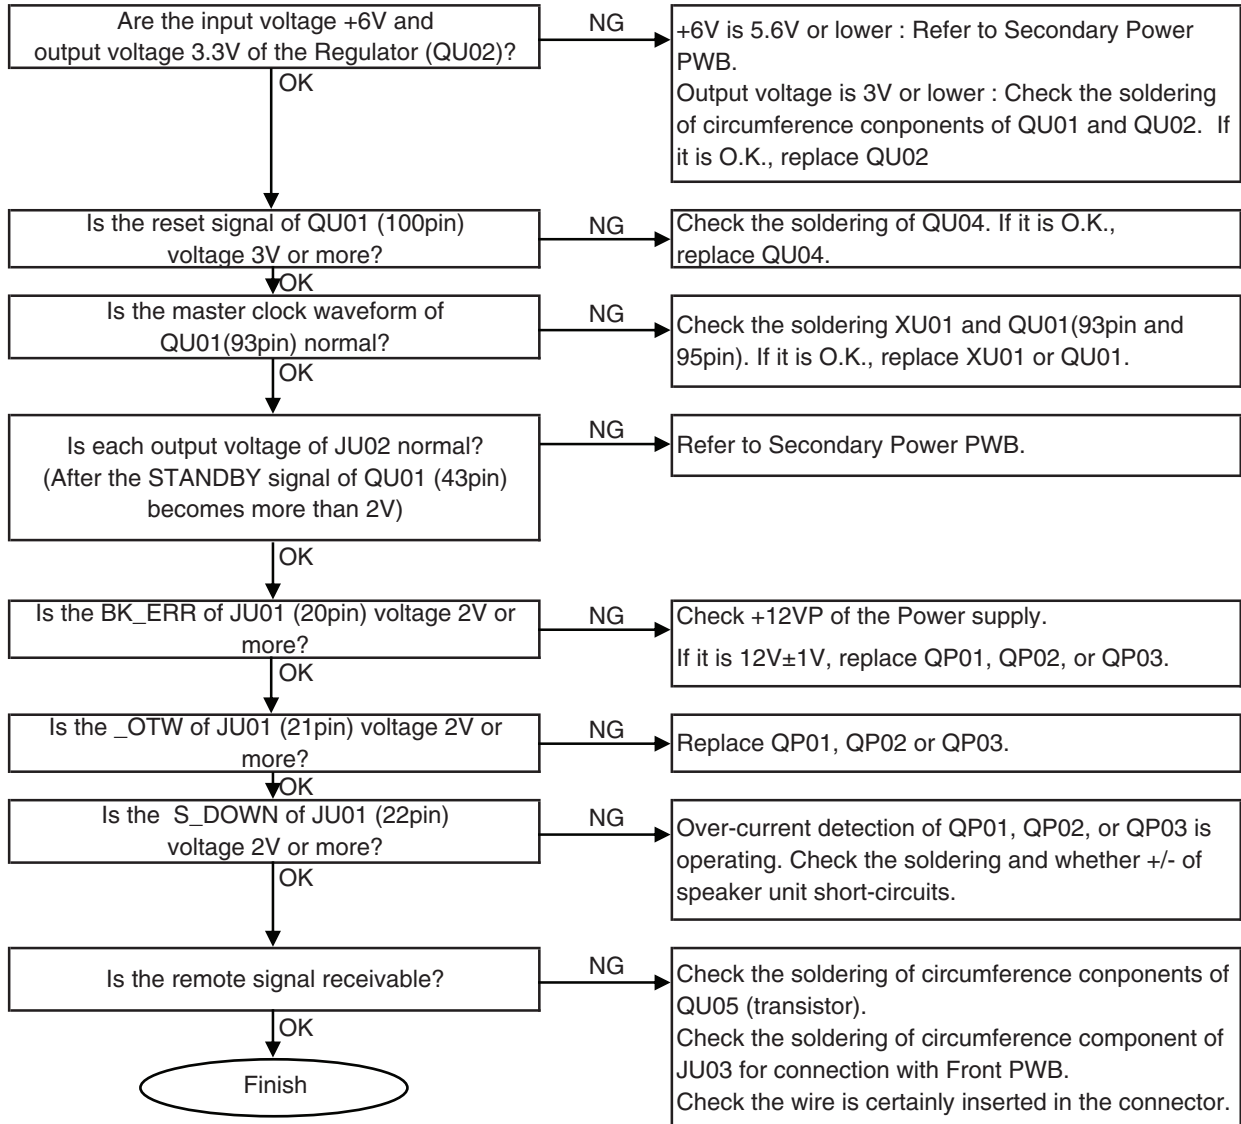 Are the input voltage +6V and
output voltage 3.3V of the Regulator (QU02)?
NG
+6V is 5.6V or lower : Refer to Secondary Power
PWB.
Output voltage is 3V or lower : Check the soldering
of circumference conponents of QU01 and QU02. If
it is O.K., replace QU02
OK
Is the reset signal of QU01 (100pin)
voltage 3V or more?
NG
Check the soldering of QU04. If it is O.K.,
replace QU04.
OK
Is the master clock waveform of
QU01(93pin) normal?
NG
Check the soldering XU01 and QU01(93pin and
95pin). If it is O.K., replace XU01 or QU01.
OK
Is each output voltage of JU02 normal?
(After the STANDBY signal of QU01 (43pin)
becomes more than 2V)
NG
Refer to Secondary Power PWB.
OK
Is the BK_ERR of JU01 (20pin) voltage 2V or
more?
NG
Check +12VP of the Power supply.
If it is 12V±1V, replace QP01, QP02, or QP03.
OK
Is the _OTW of JU01 (21pin) voltage 2V or
more?
NG
Replace QP01, QP02 or QP03.
OK
Is the S_DOWN of JU01 (22pin)
voltage 2V or more?
NG
Over-current detection of QP01, QP02, or QP03 is
operating. Check the soldering and whether +/- of
speaker unit short-circuits.
OK
Is the remote signal receivable?
NG
Check the soldering of circumference conponents of
QU05 (transistor).
Check the soldering of circumference component of
JU03 for connection with Front PWB.
Check the wire is certainly inserted in the connector.
OK
Finish